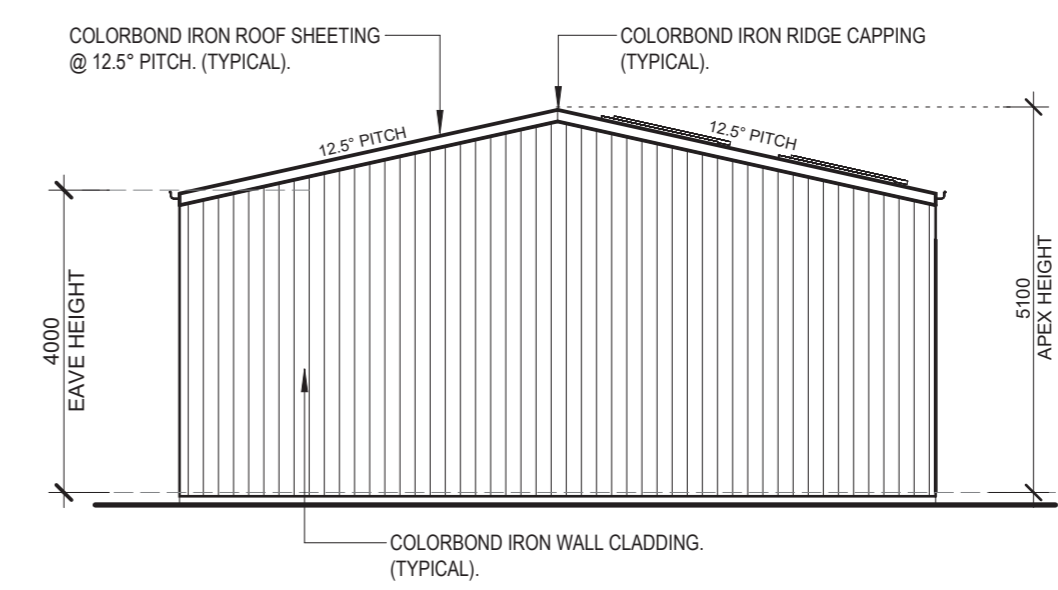 COLORBOND IRON ROOF SHEETING
@ 12.5° PITCH. (TYPICAL).
COLORBOND IRON RIDGE CAPPING
(TYPICAL).
12.5° PITCH
12.5° PITCH
4000
EAVE HEIGHT
5100
APEX HEIGHT
COLORBOND IRON WALL CLADDING.
(TYPICAL).